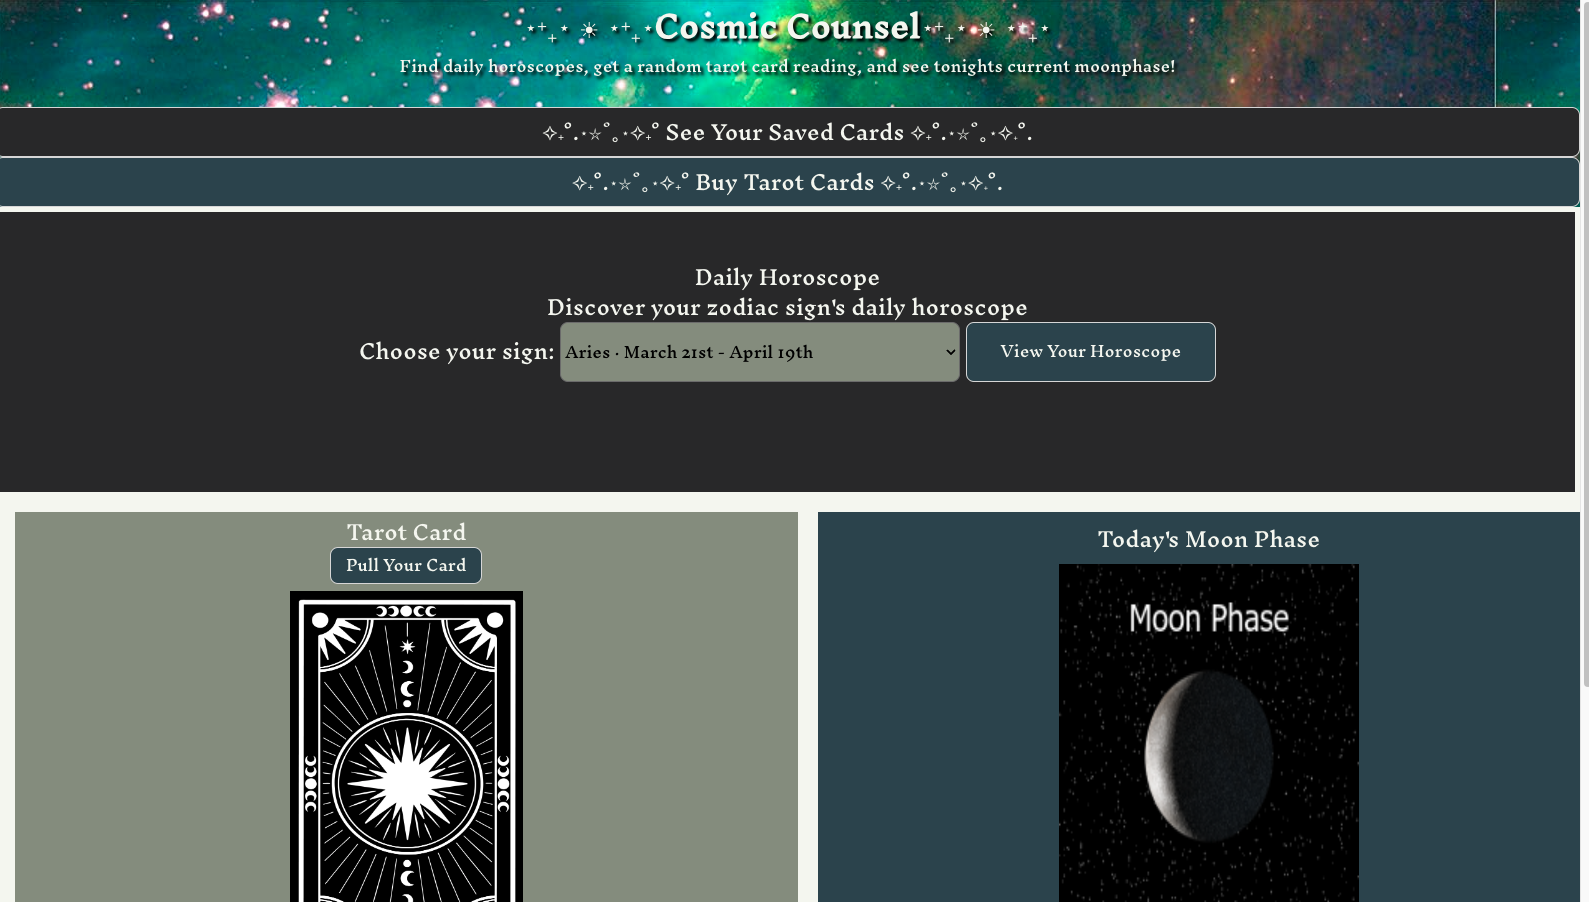 ⋆⁺₊⋆ ☀ ⋆⁺₊⋆Cosmic Counsel⋆⁺₊⋆ ☀ ⋆⁺₊⋆
Find daily horoscopes, get a random tarot card reading, and see tonights current moonphase!
✧˖°.⋆☆˚。⋆✧˖° See Your Saved Cards ✧˖°.⋆☆˚。⋆✧˖°.
✧˖°.⋆☆˚。⋆✧˖° Buy Tarot Cards ✧˖°.⋆☆˚。⋆✧˖°.
Daily Horoscope
Discover your zodiac sign's daily horoscope
Choose your sign: Aries · March 21st - April 19th View Your Horoscope
Tarot Card
Pull Your Card
Today's Moon Phase
Moon Phase